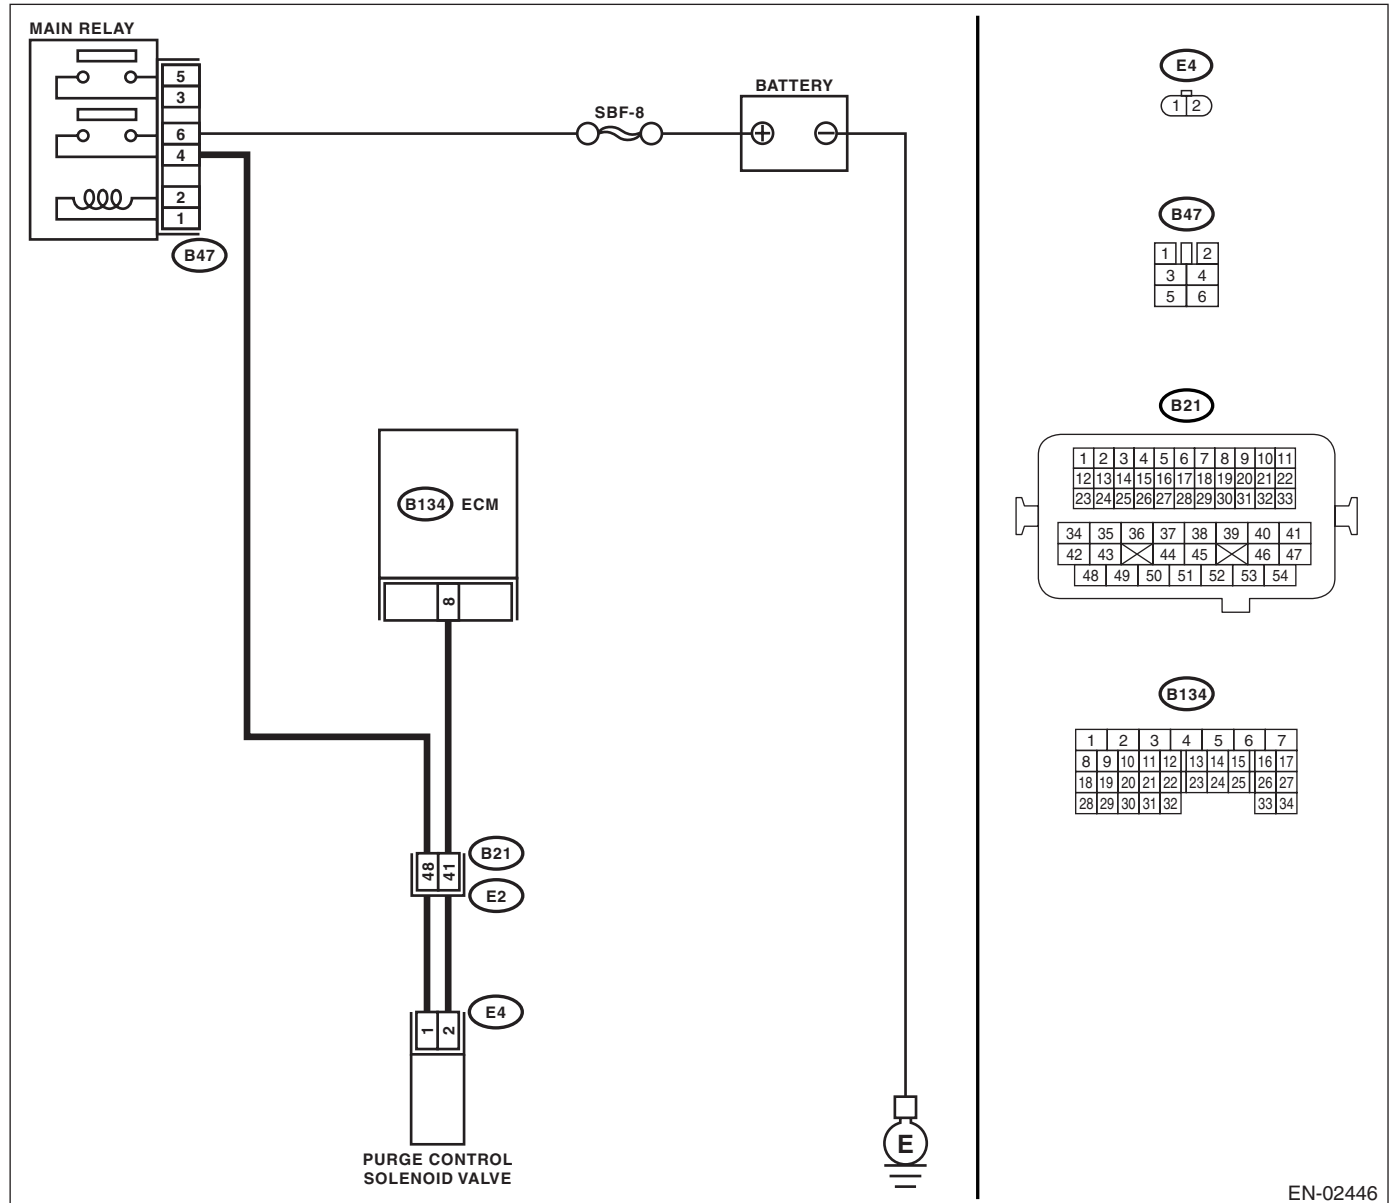 MAIN RELAY
5
3
6
4
2
1
B47
SBF-8
BATTERY
+ −
B134 ECM
8
48 41
B21
E2
1 2
E4
PURGE CONTROL
SOLENOID VALVE
E
E4
1 2
B47
1 2
3 4
5 6
B21
1 2 3 4 5 6 7 8 9 10 11
12 13 14 15 16 17 18 19 20 21 22
23 24 25 26 27 28 29 30 31 32 33
34 35 36 37 38 39 40 41
42 43 44 45 46 47
48 49 50 51 52 53 54
B134
1 2 3 4 5 6 7
8 9 10 11 12 13 14 15 16 17
18 19 20 21 22 23 24 25 26 27
28 29 30 31 32 33 34
EN-02446